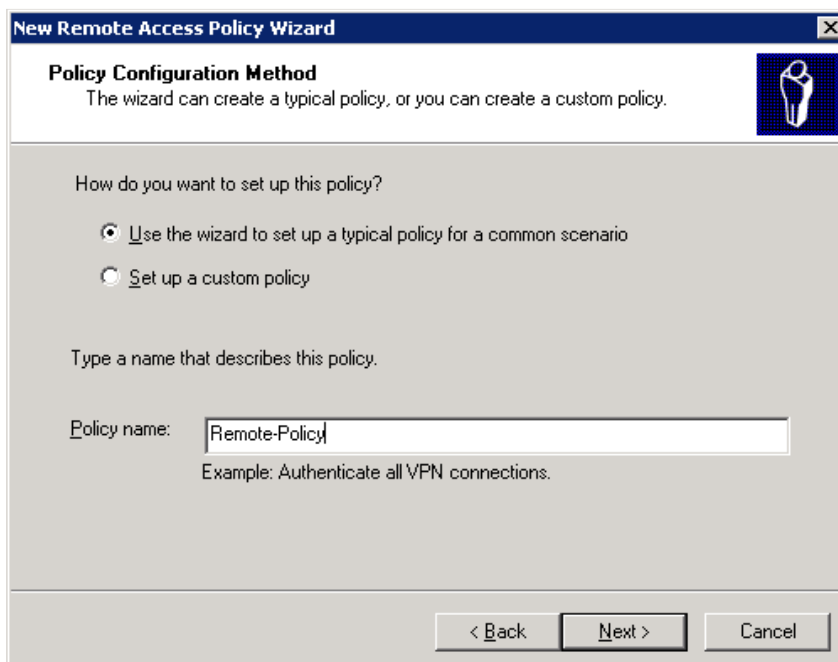 New Remote Access Policy Wizard
Policy Configuration Method
The wizard can create a typical policy, or you can create a custom policy.
How do you want to set up this policy?
Use the wizard to set up a typical policy for a common scenario
Set up a custom policy
Type a name that describes this policy.
Policy name: Remote-Policy
Example: Authenticate all VPN connections.
< Back Next > Cancel